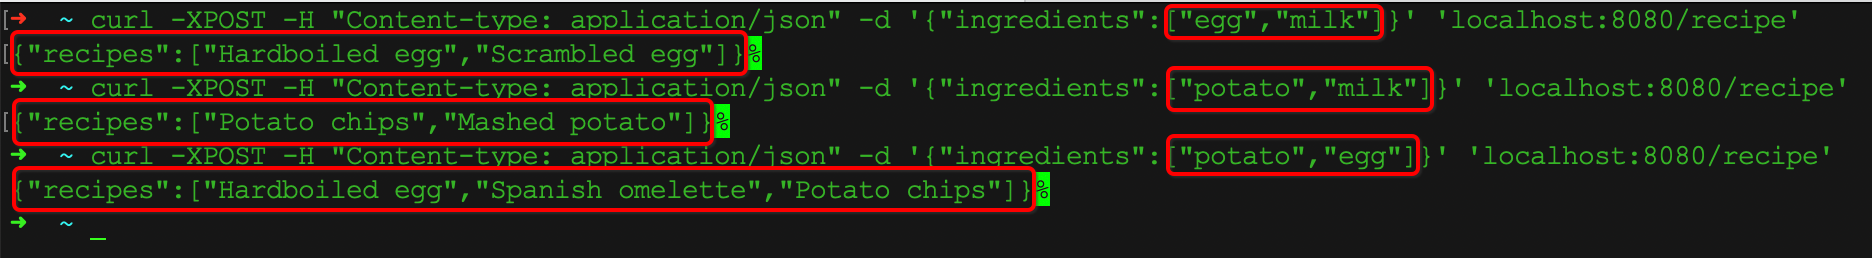 [➜ ~ curl -XPOST -H "Content-type: application/json" -d '{"ingredients":["egg","milk"]}' 'localhost:8080/recipe'
[{"recipes":["Hardboiled egg","Scrambled egg"]}%
➜ ~ curl -XPOST -H "Content-type: application/json" -d '{"ingredients":["potato","milk"]}' 'localhost:8080/recipe'
[{"recipes":["Potato chips","Mashed potato"]}%
➜ ~ curl -XPOST -H "Content-type: application/json" -d '{"ingredients":["potato","egg"]}' 'localhost:8080/recipe'
{"recipes":["Hardboiled egg","Spanish omelette","Potato chips"]}%
➜ ~ _